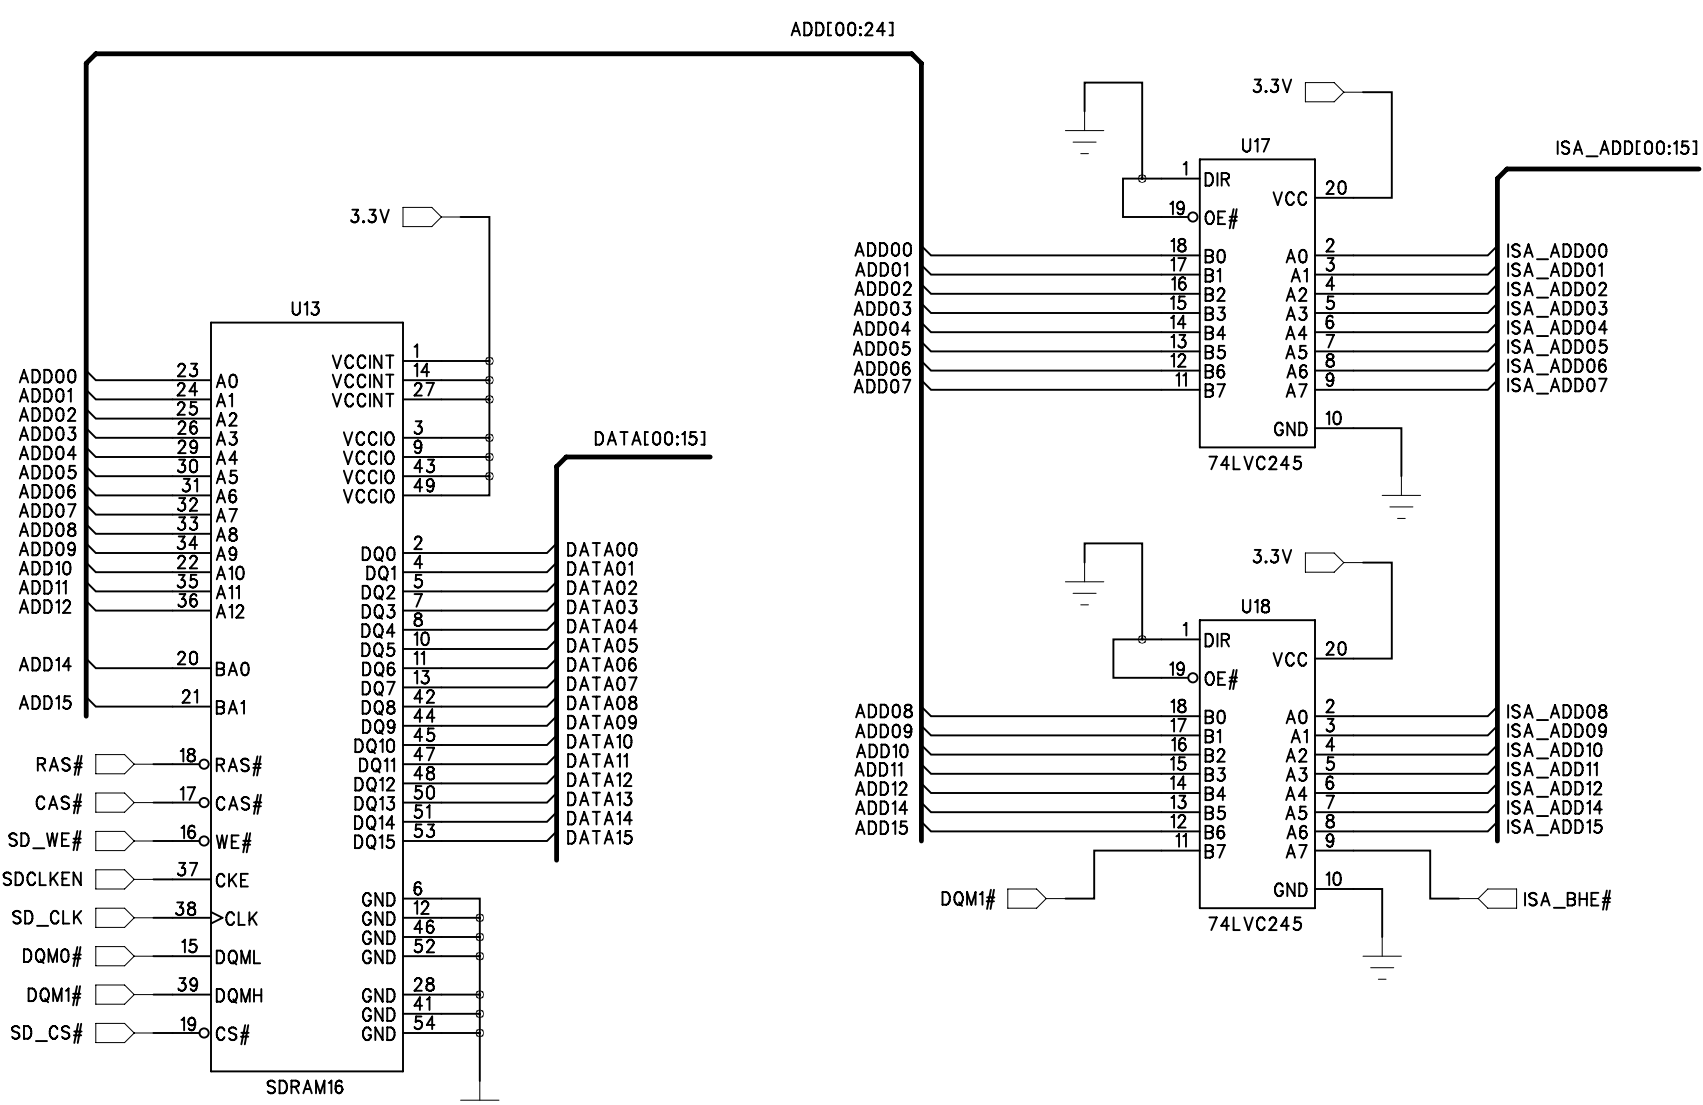 ADD[00:24]
3.3V
U13
ADD00 23 A0
ADD01 24 A1
ADD02 25 A2
ADD03 26 A3
ADD04 29 A4
ADD05 30 A5
ADD06 31 A6
ADD07 32 A7
ADD08 33 A8
ADD09 34 A9
ADD10 22 A10
ADD11 35 A11
ADD12 36 A12
ADD14 20 BA0
ADD15 21 BA1
RAS# 18 RAS#
CAS# 17 CAS#
SD_WE# 16 WE#
SDCLKEN 37 CKE
SD_CLK 38 CLK
DQM0# 15 DQML
DQM1# 39 DQMH
SD_CS# 19 CS#
VCCINT 1
VCCINT 14
VCCINT 27
VCCIO 3
VCCIO 9
VCCIO 43
VCCIO 49
DATA[00:15]
DQ0 2 DATA00
DQ1 4 DATA01
DQ2 5 DATA02
DQ3 7 DATA03
DQ4 8 DATA04
DQ5 10 DATA05
DQ6 11 DATA06
DQ7 13 DATA07
DQ8 42 DATA08
DQ9 44 DATA09
DQ10 45 DATA10
DQ11 47 DATA11
DQ12 48 DATA12
DQ13 50 DATA13
DQ14 51 DATA14
DQ15 53 DATA15
GND 6
GND 12
GND 46
GND 52
GND 28
GND 41
GND 54
SDRAM16
3.3V
U17
ISA_ADD[00:15]
1 DIR
19 OE#
VCC 20
ADD00 18 B0 A0 2 ISA_ADD00
ADD01 17 B1 A1 3 ISA_ADD01
ADD02 16 B2 A2 4 ISA_ADD02
ADD03 15 B3 A3 5 ISA_ADD03
ADD04 14 B4 A4 6 ISA_ADD04
ADD05 13 B5 A5 7 ISA_ADD05
ADD06 12 B6 A6 8 ISA_ADD06
ADD07 11 B7 A7 9 ISA_ADD07
GND 10
74LVC245
3.3V
U18
1 DIR
19 OE#
VCC 20
ADD08 18 B0 A0 2 ISA_ADD08
ADD09 17 B1 A1 3 ISA_ADD09
ADD10 16 B2 A2 4 ISA_ADD10
ADD11 15 B3 A3 5 ISA_ADD11
ADD12 14 B4 A4 6 ISA_ADD12
ADD14 13 B5 A5 7 ISA_ADD14
ADD15 12 B6 A6 8 ISA_ADD15
11 B7 A7 9
DQM1# GND 10 ISA_BHE#
74LVC245